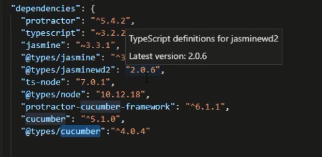 "dependencies": {
"protractor": "^5.4.2",
"typescript": "~3.2.2
"jasmine": "~3.3.1",
"@types/jasmine": "^3
"@types/jasminewd2": "2.0.6",
"ts-node": "7.0.1",
"@types/node": "10.12.18",
"protractor-cucumber-framework": "^6.1.1",
"cucumber": "^5.1.0",
"@types/cucumber":"^4.0.4"
TypeScript definitions for jasminewd2
Latest version: 2.0.6